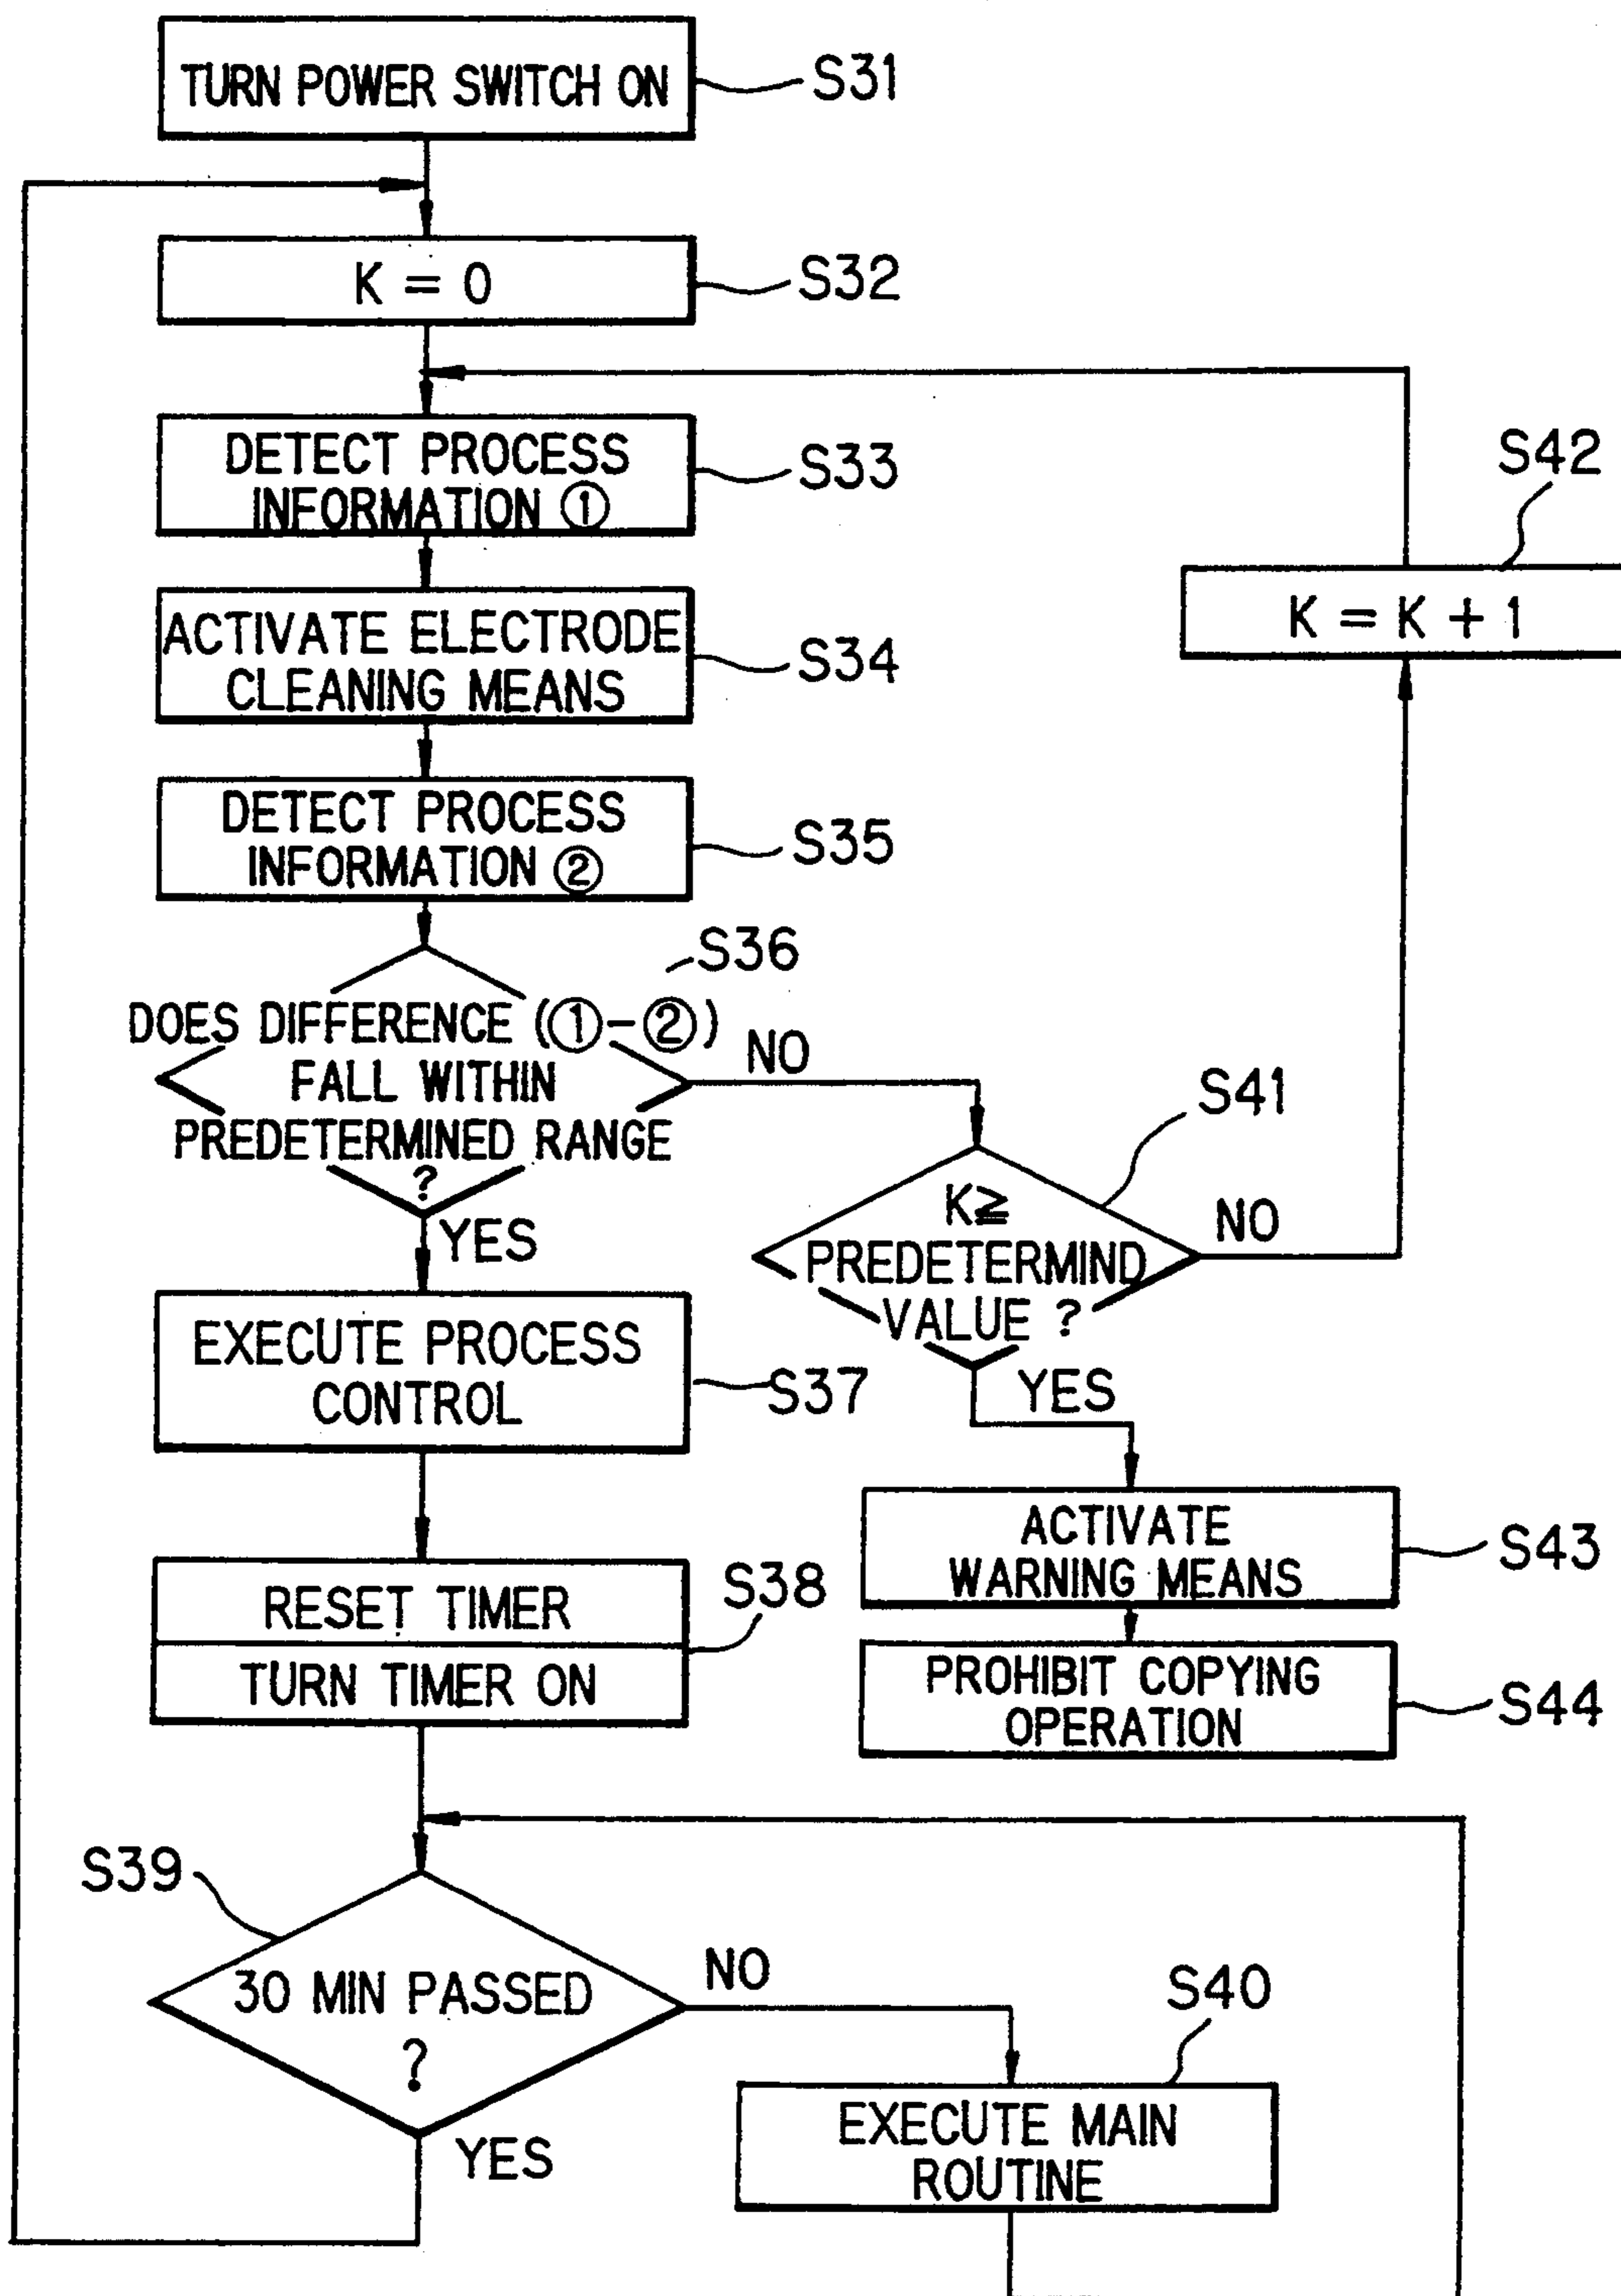 TURN POWER SWITCH ON
S31
K = 0
S32
DETECT PROCESS
INFORMATION ①
S33
S42
K = K + 1
ACTIVATE ELECTRODE
CLEANING MEANS
S34
DETECT PROCESS
INFORMATION ②
S35
S36
DOES DIFFERENCE (①-②)
FALL WITHIN
PREDETERMINED RANGE
?
NO
YES
S41
K≧
PREDETERMIND
VALUE ?
NO
YES
EXECUTE PROCESS
CONTROL
S37
ACTIVATE
WARNING MEANS
S43
RESET TIMER
TURN TIMER ON
S38
PROHIBIT COPYING
OPERATION
S44
S39
30 MIN PASSED
?
NO
YES
S40
EXECUTE MAIN
ROUTINE